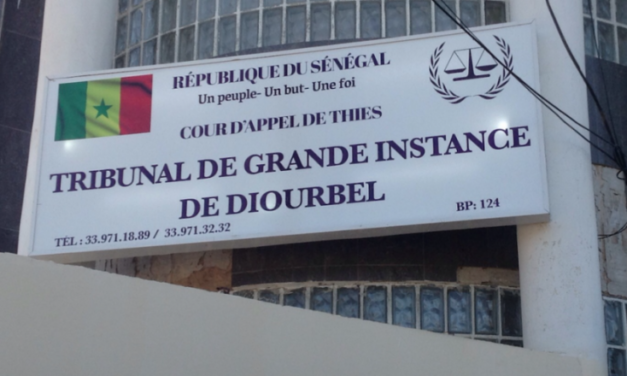 RÉPUBLIQUE DU SÉNÉGAL
Un peuple- Un but- Une foi
COUR D'APPEL DE THIES
TRIBUNAL DE GRANDE INSTANCE
DE DIOURBEL
BP: 124
TÉL : 33.971.18.89 / 33.971.32.32